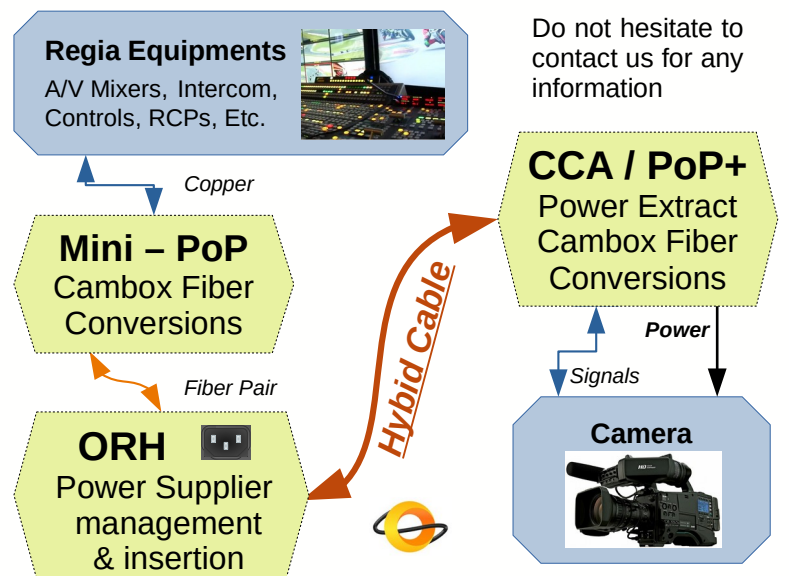 Regia Equipments
A/V Mixers, Intercom,
Controls, RCPs, Etc.
Do not hesitate to
contact us for any
information
Copper
Mini – PoP
Cambox Fiber
Conversions
Fiber Pair
ORH
Power Supplier
management
& insertion
Hybid Cable
CCA / PoP+
Power Extract
Cambox Fiber
Conversions
Power
Signals
Camera
HD